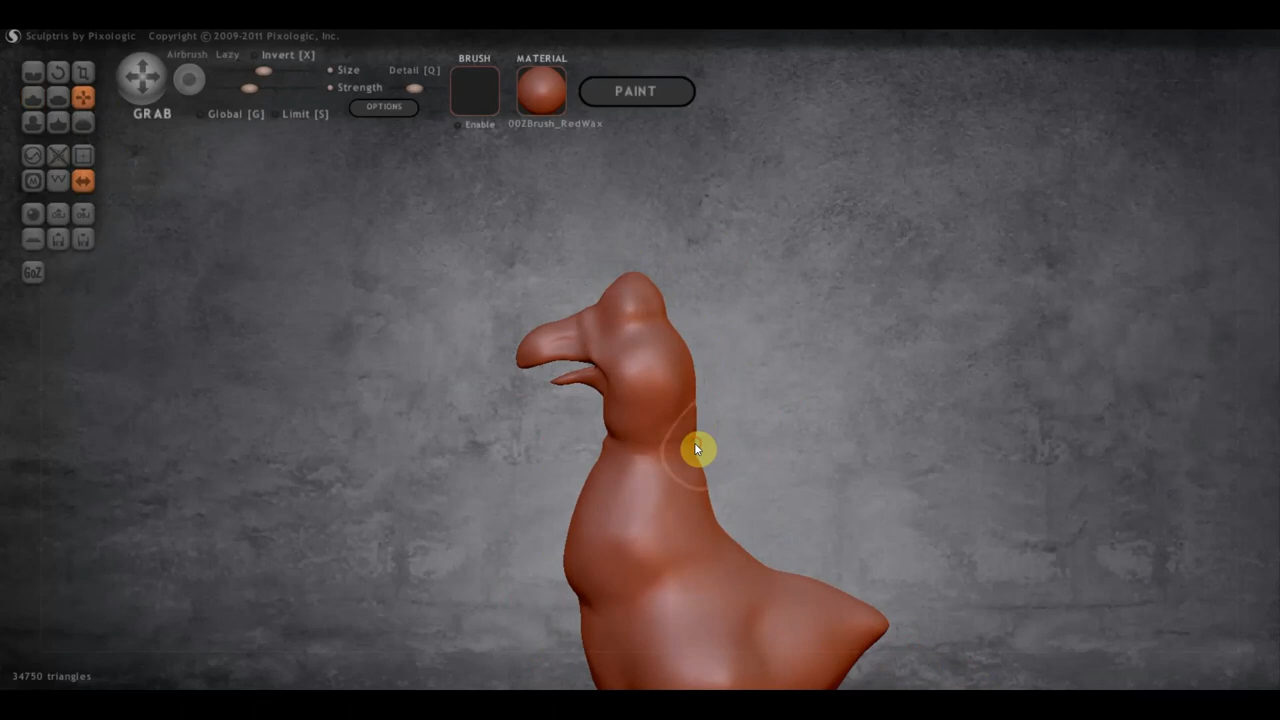 Sculptris by Pixologic Copyright © 2009-2011 Pixologic, Inc.
Airbrush Lazy Invert [X]
Size Detail [Q]
Strength
GRAB Global [G] Limit [S] OPTIONS
BRUSH MATERIAL
PAINT
Enable 00ZBrush_RedWax
GoZ
34750 triangles